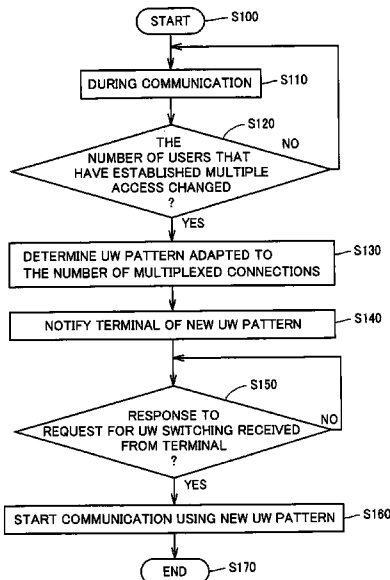 START
S100
DURING COMMUNICATION
S110
S120
THE
NUMBER OF USERS THAT
HAVE ESTABLISHED MULTIPLE
ACCESS CHANGED
?
NO
YES
DETERMINE UW PATTERN ADAPTED TO
THE NUMBER OF MULTIPLEXED CONNECTIONS
S130
NOTIFY TERMINAL OF NEW UW PATTERN
S140
S150
RESPONSE TO
REQUEST FOR UW SWITCHING RECEIVED
FROM TERMINAL
?
NO
YES
START COMMUNICATION USING NEW UW PATTERN
S160
END
S170